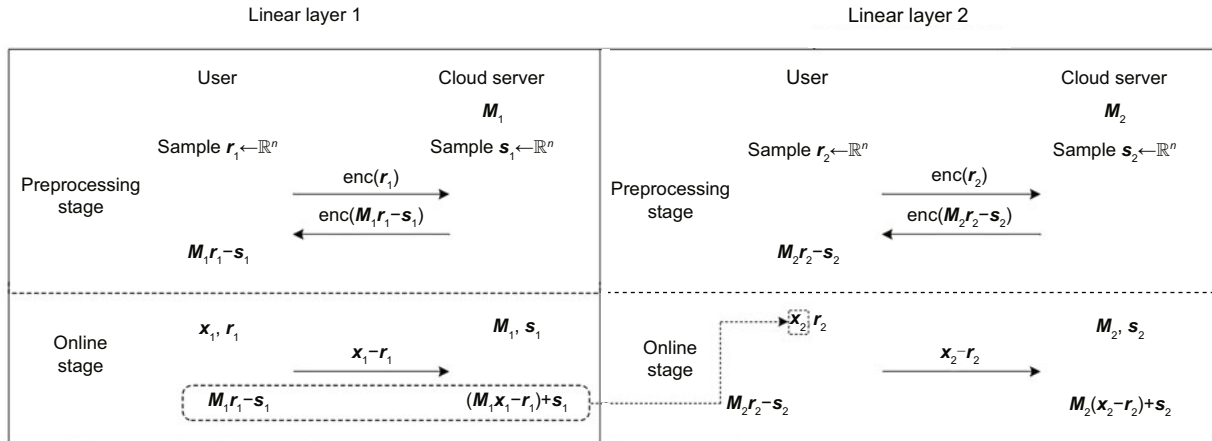 Linear layer 1
User Cloud server
M₁
Sample r₁←ℝⁿ Sample s₁←ℝⁿ
Preprocessing
stage
enc(r₁)
enc(M₁r₁−s₁)
M₁r₁−s₁
Online
stage
x₁, r₁ M₁, s₁
x₁−r₁
M₁r₁−s₁ (M₁x₁−r₁)+s₁
Linear layer 2
User Cloud server
M₂
Sample r₂←ℝⁿ Sample s₂←ℝⁿ
Preprocessing
stage
enc(r₂)
enc(M₂r₂−s₂)
M₂r₂−s₂
Online
stage
x₂ r₂ M₂, s₂
x₂−r₂
M₂r₂−s₂ M₂(x₂−r₂)+s₂